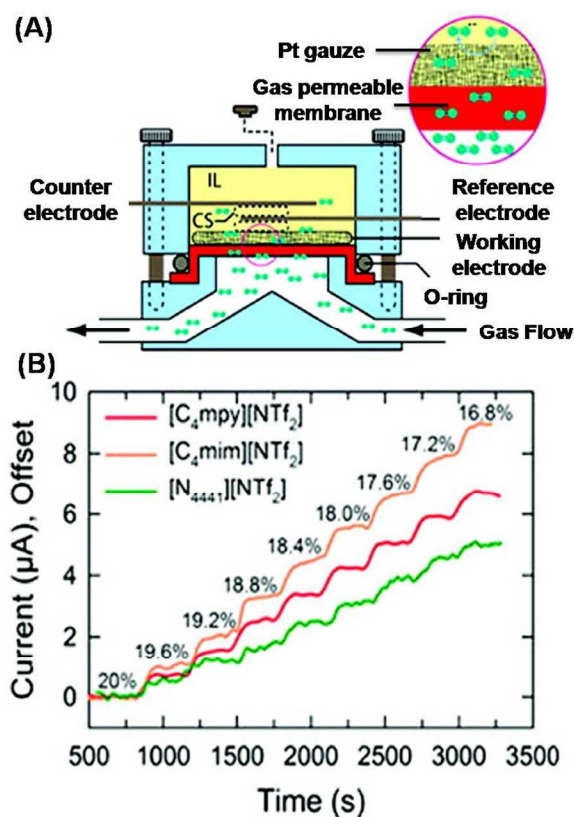 (A)
Pt gauze
Gas permeable
membrane
IL
Counter
electrode
CS
Reference
electrode
Working
electrode
O-ring
Gas Flow
(B)
10
8
6
4
2
0
Current (μA), Offset
[C₄mpy][NTf₂]
[C₄mim][NTf₂]
[N₄₄₄₁][NTf₂]
20%
19.6%
19.2%
18.8%
18.4%
18.0%
17.6%
17.2%
16.8%
500 1000 1500 2000 2500 3000 3500
Time (s)